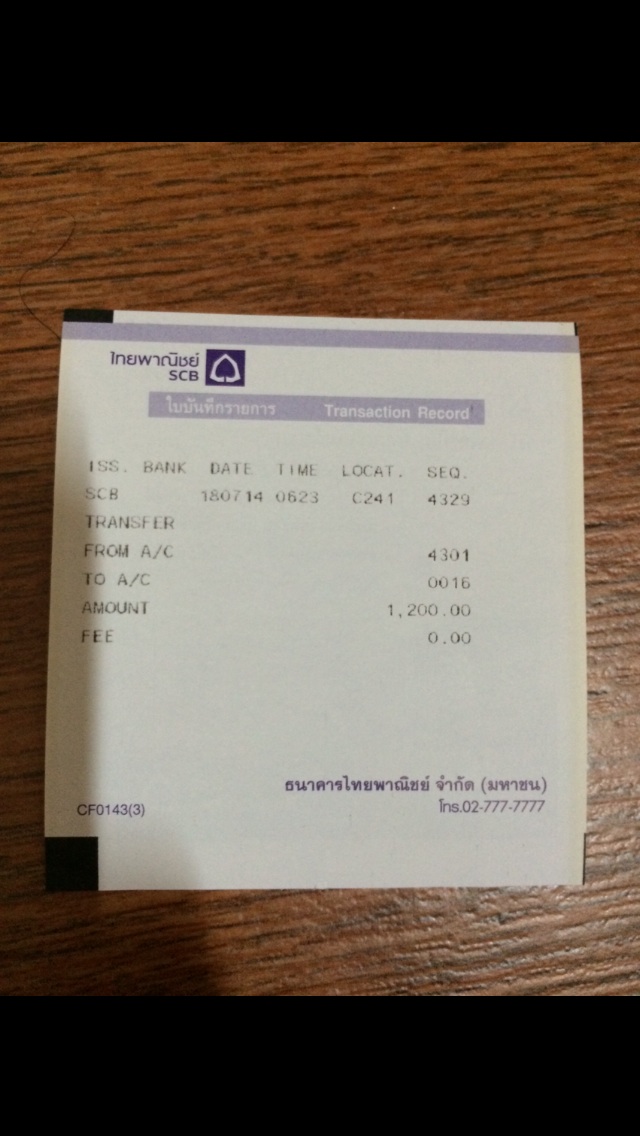 ไทยพาณิชย์
SCB
ใบบันทึกรายการ Transaction Record
ISS. BANK DATE TIME LOCAT. SEQ.
SCB 180714 0623 C241 4329
TRANSFER
FROM A/C 4301
TO A/C 0016
AMOUNT 1,200.00
FEE 0.00
ธนาคารไทยพาณิชย์ จำกัด (มหาชน)
CF0143(3) โทร.02-777-7777